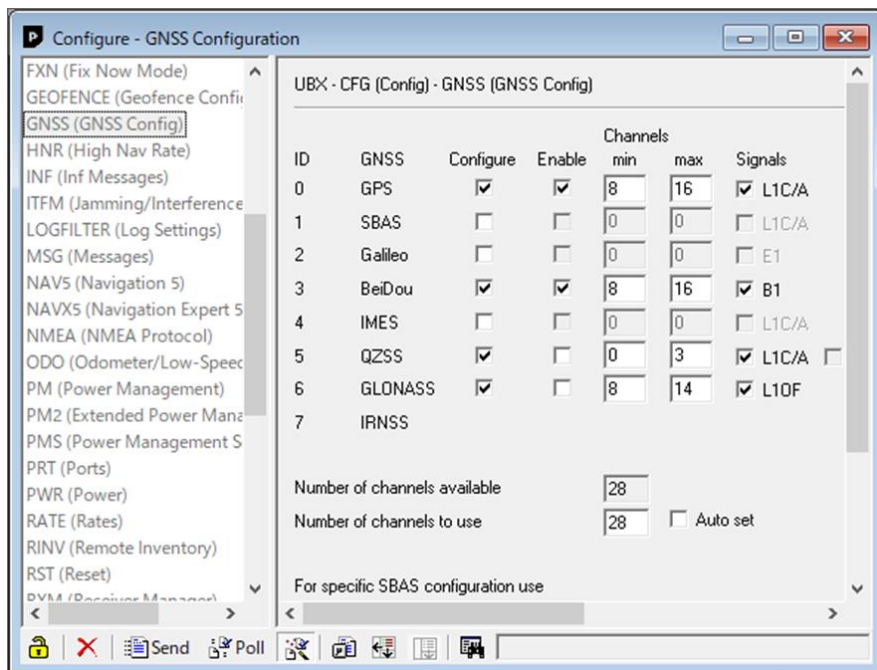 Configure - GNSS Configuration
FXN (Fix Now Mode)
GEOFENCE (Geofence Confi
GNSS (GNSS Config)
HNR (High Nav Rate)
INF (Inf Messages)
ITFM (Jamming/Interference
LOGFILTER (Log Settings)
MSG (Messages)
NAV5 (Navigation 5)
NAVX5 (Navigation Expert 5
NMEA (NMEA Protocol)
ODO (Odometer/Low-Speed
PM (Power Management)
PM2 (Extended Power Mana
PMS (Power Management S
PRT (Ports)
PWR (Power)
RATE (Rates)
RINV (Remote Inventory)
RST (Reset)
RXM (Receiver Manager)
UBX - CFG (Config) - GNSS (GNSS Config)
Channels
ID GNSS Configure Enable min max Signals
0 GPS 8 16 L1C/A
1 SBAS 0 0 L1C/A
2 Galileo 0 0 E1
3 BeiDou 8 16 B1
4 IMES 0 0 L1C/A
5 QZSS 0 3 L1C/A
6 GLONASS 8 14 L1OF
7 IRNSS
Number of channels available 28
Number of channels to use 28 Auto set
For specific SBAS configuration use
Send Poll